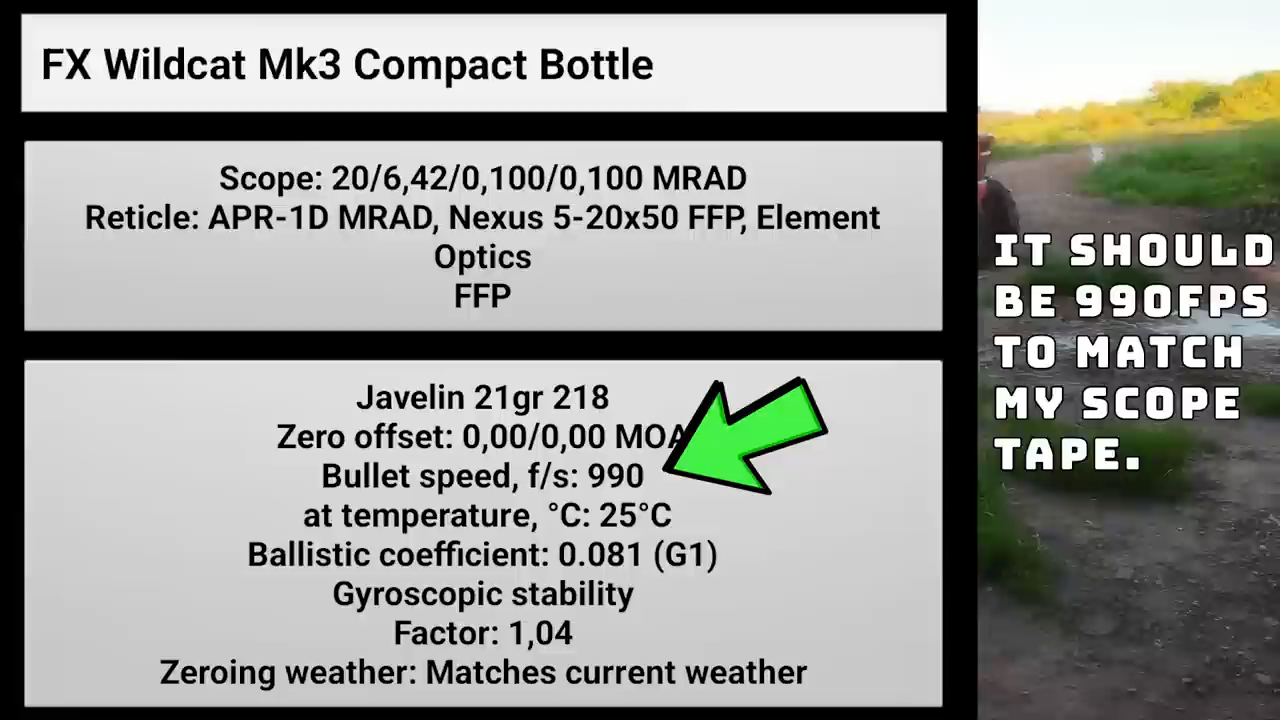 FX Wildcat Mk3 Compact Bottle
Scope: 20/6,42/0,100/0,100 MRAD
Reticle: APR-1D MRAD, Nexus 5-20x50 FFP, Element
Optics
FFP
Javelin 21gr 218
Zero offset: 0,00/0,00 MOA
Bullet speed, f/s: 990
at temperature, °C: 25°C
Ballistic coefficient: 0.081 (G1)
Gyroscopic stability
Factor: 1,04
Zeroing weather: Matches current weather
IT SHOULD
BE 990FPS
TO MATCH
MY SCOPE
TAPE.